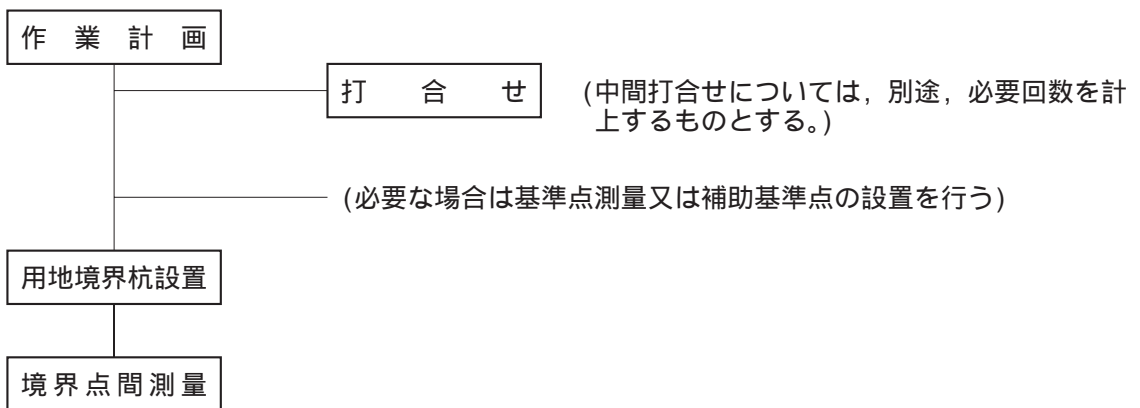 作業計画
打合せ
(中間打合せについては，別途，必要回数を計
上するものとする。)
(必要な場合は基準点測量又は補助基準点の設置を行う)
用地境界杭設置
境界点間測量